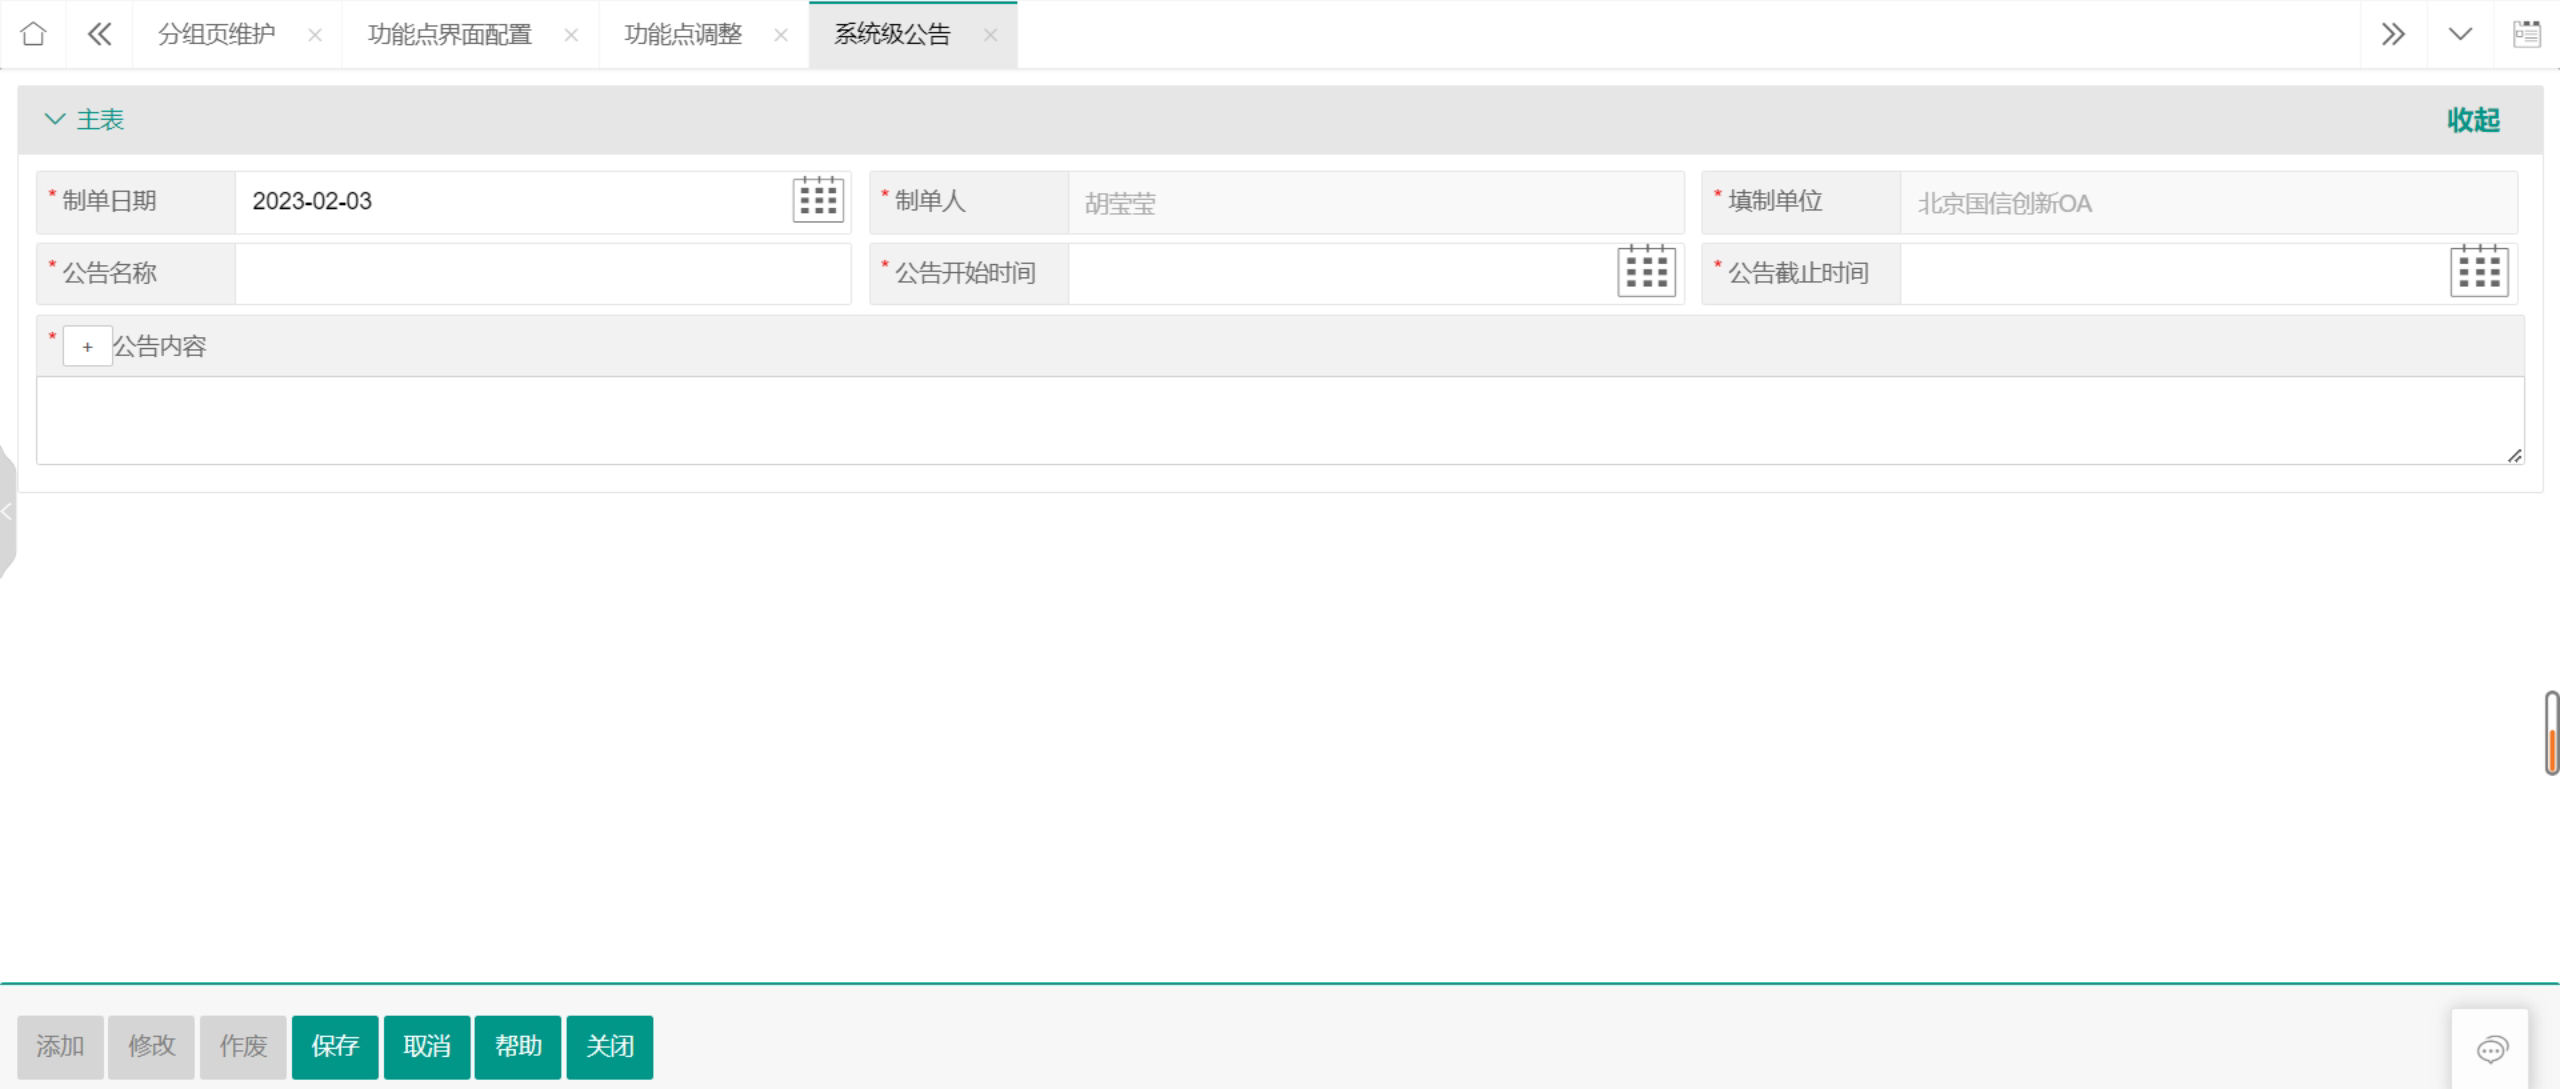 分组页维护 功能点界面配置 功能点调整 系统级公告
主表 收起
* 制单日期 2023-02-03 * 制单人 胡莹莹 * 填制单位 北京国信创新OA
* 公告名称 * 公告开始时间 * 公告截止时间
* + 公告内容
添加 修改 作废 保存 取消 帮助 关闭